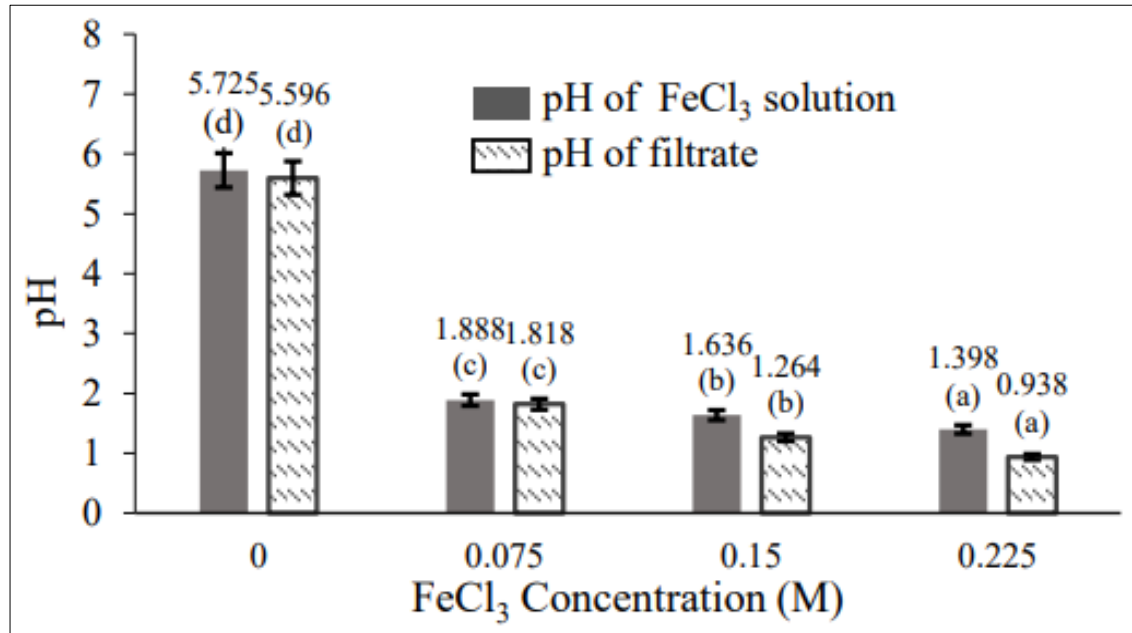 8
7
6
5
4
3
2
1
0
pH
5.725
(d)
5.596
(d)
pH of FeCl₃ solution
pH of filtrate
1.888
(c)
1.818
(c)
1.636
(b)
1.264
(b)
1.398
(a)
0.938
(a)
0
0.075
0.15
0.225
FeCl₃ Concentration (M)